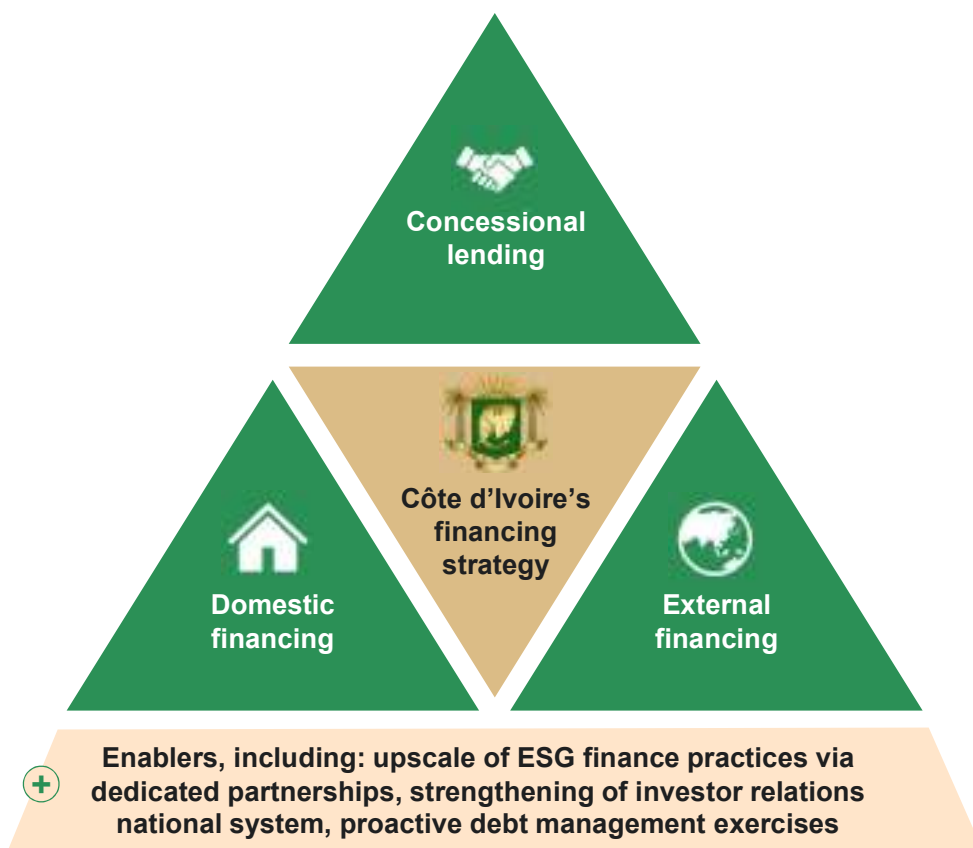 Concessional
lending
Côte d’Ivoire’s
financing
strategy
Domestic
financing
External
financing
Enablers, including: upscale of ESG finance practices via
dedicated partnerships, strengthening of investor relations
national system, proactive debt management exercises